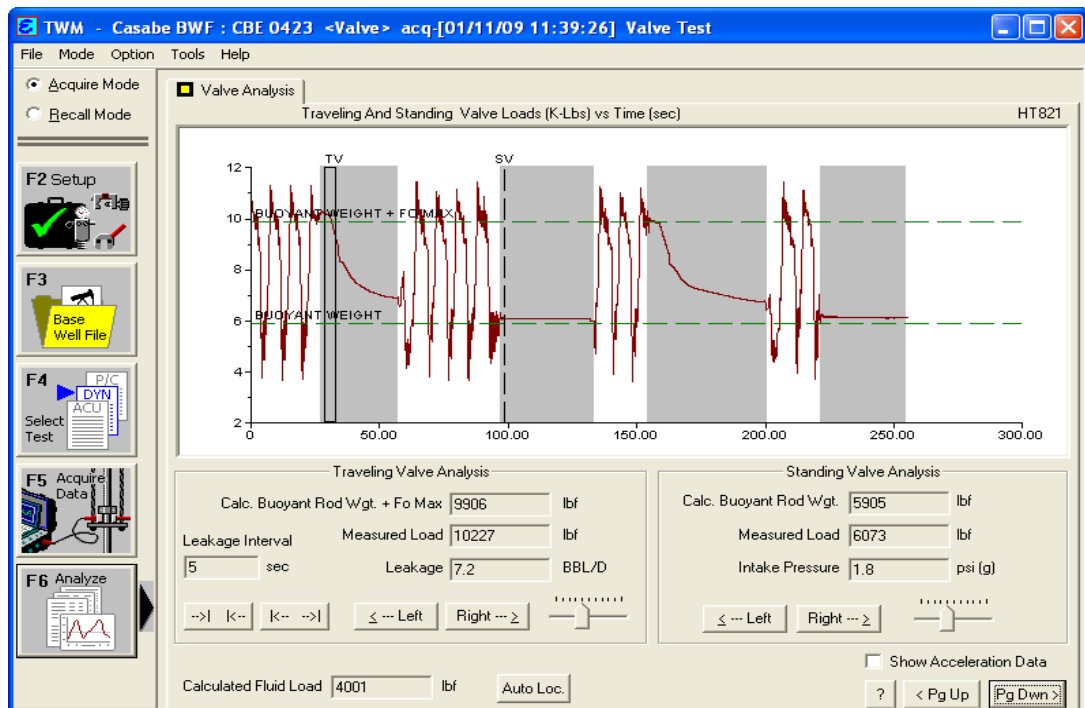 TWM - Casabe BWF : CBE 0423 <Valve> acq-[01/11/09 11:39:26] Valve Test
File Mode Option Tools Help
Acquire Mode
Recall Mode
F2 Setup
F3
Base
Well File
F4
P/C
DYN
ACU
Select
Test
F5 Acquire
Data
F6 Analyze
Valve Analysis
Traveling And Standing Valve Loads (K-Lbs) vs Time (sec)
HT821
TV
SV
12
10
8
6
4
2
BUOYANT WEIGHT + FO MAX
BUOYANT WEIGHT
0
50.00
100.00
150.00
200.00
250.00
300.00
Traveling Valve Analysis
Calc. Buoyant Rod Wgt. + Fo Max 9906 lbf
Leakage Interval
Measured Load 10227 lbf
5 sec
Leakage 7.2 BBL/D
-->| |<--
|<-- -->|
< --- Left
Right --- >
Standing Valve Analysis
Calc. Buoyant Rod Wgt. 5905 lbf
Measured Load 6073 lbf
Intake Pressure 1.8 psi (g)
< --- Left
Right --- >
Show Acceleration Data
Calculated Fluid Load 4001 lbf
Auto Loc.
?
< Pg Up
Pg Dwn >